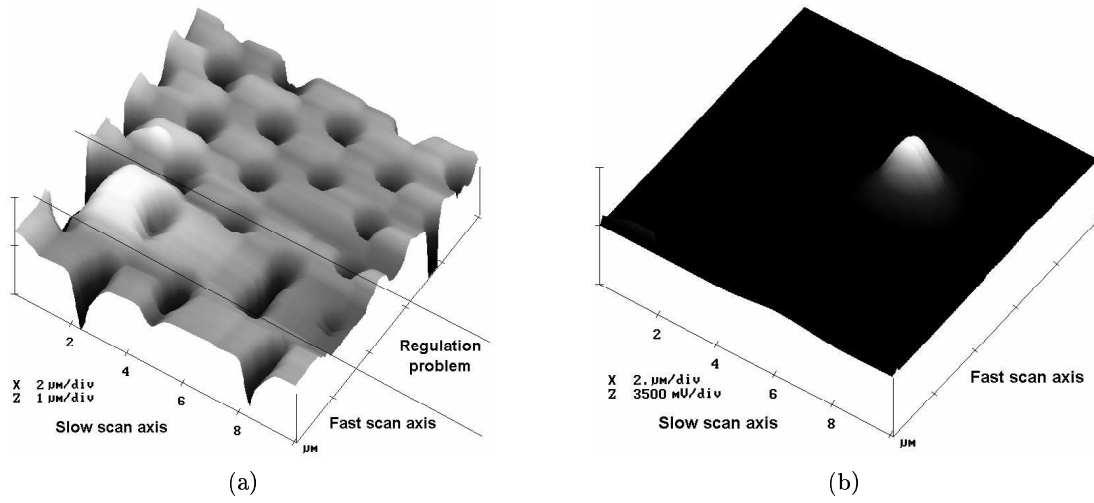 2
4
6
8
µm
X 2 µm/div
Z 1 µm/div
Slow scan axis
Fast scan axis
Regulation
problem
(a)
2
4
6
8
µm
X 2. µm/div
Z 3500 mV/div
Slow scan axis
Fast scan axis
(b)